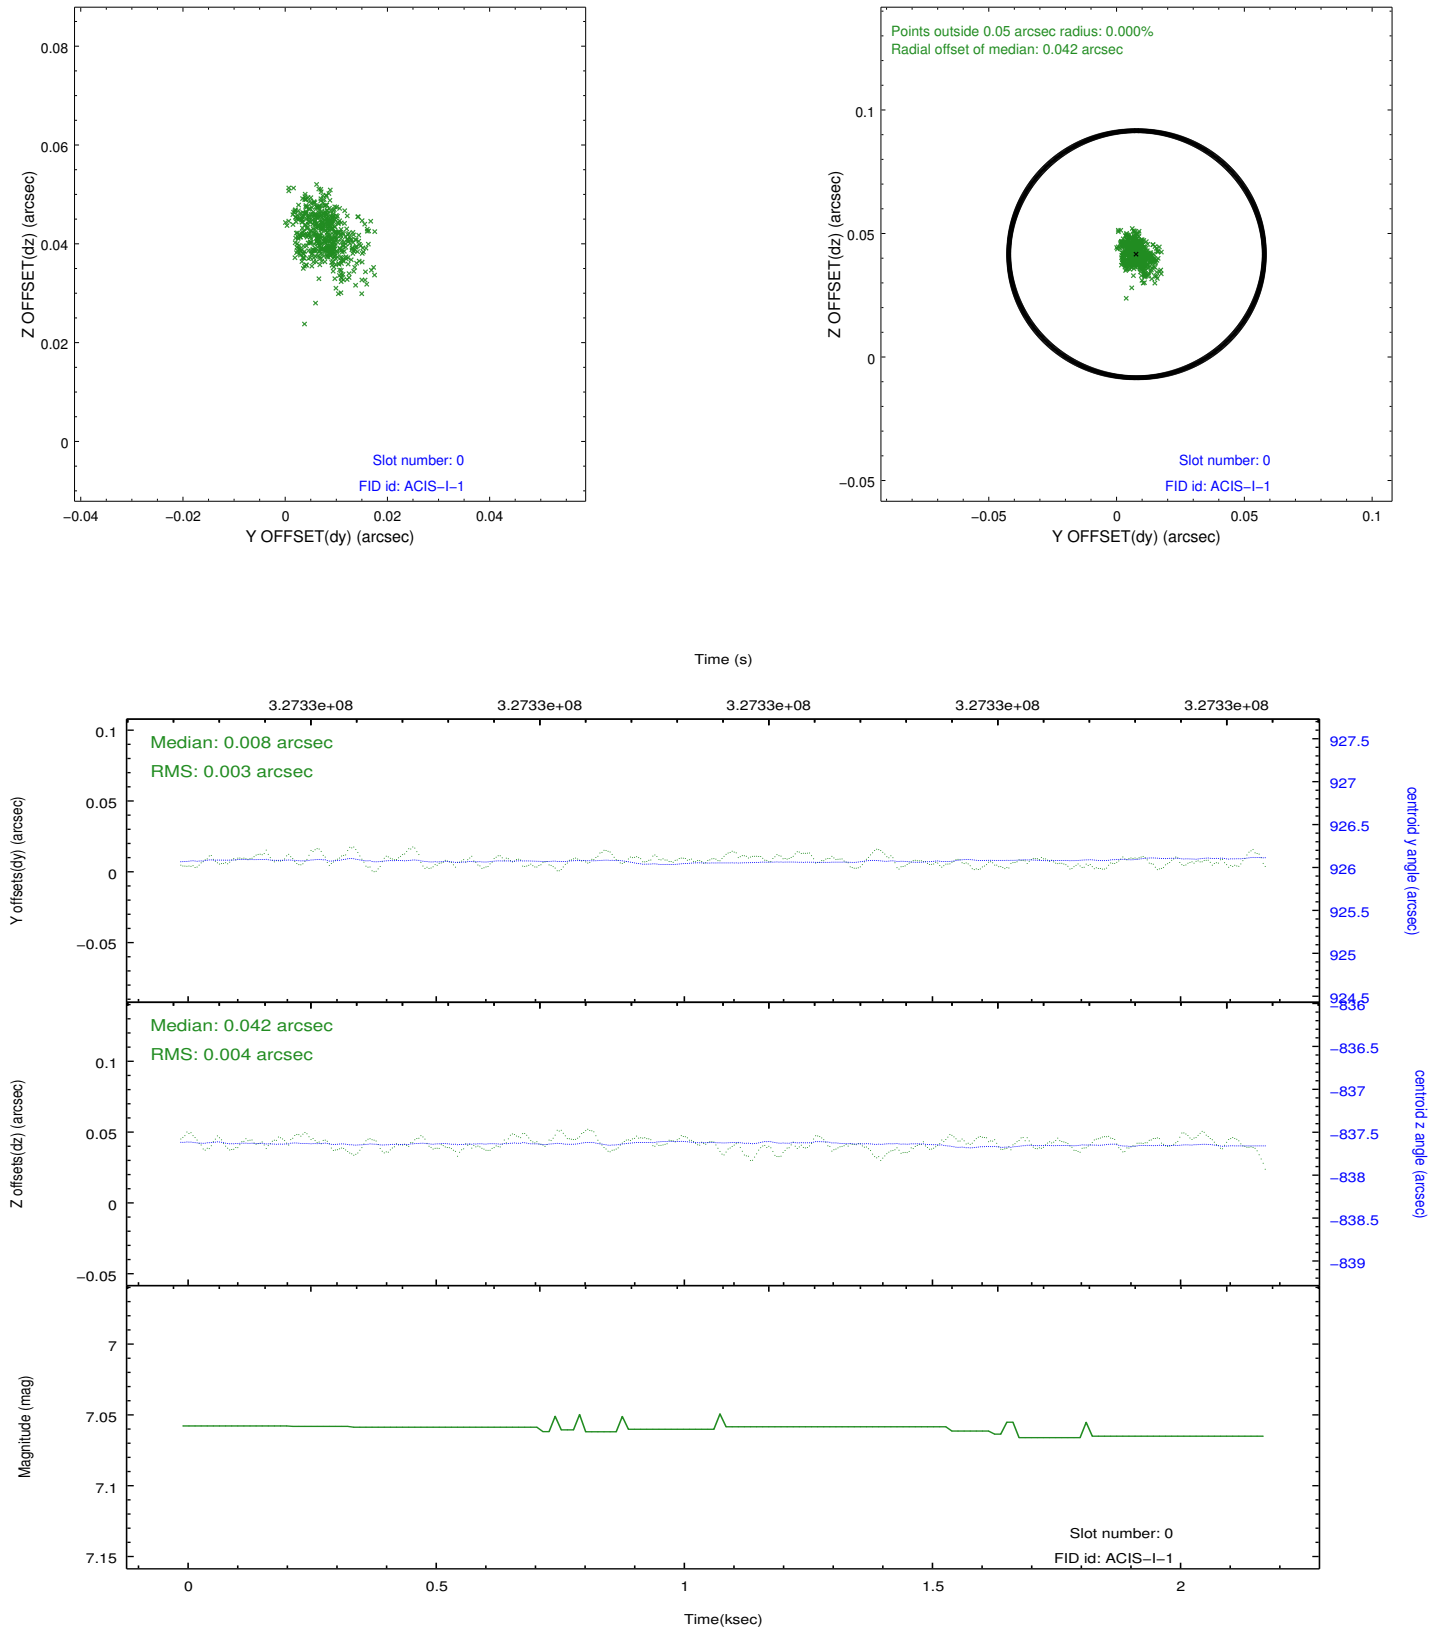 0.08
0.06
0.04
0.02
0
Z OFFSET(dz) (arcsec)
Slot number: 0
FID id: ACIS−I−1
−0.04 −0.02 0 0.02 0.04
Y OFFSET(dy) (arcsec)
Points outside 0.05 arcsec radius: 0.000%
Radial offset of median: 0.042 arcsec
0.1
0.05
0
−0.05
Z OFFSET(dz) (arcsec)
Slot number: 0
FID id: ACIS−I−1
−0.05 0 0.05 0.1
Y OFFSET(dy) (arcsec)
Time (s)
3.2733e+08 3.2733e+08 3.2733e+08 3.2733e+08 3.2733e+08
Median: 0.008 arcsec
RMS: 0.003 arcsec
0.1
0.05
0
−0.05
Y offsets(dy) (arcsec)
927.5
927
926.5
926
925.5
925
924.5
centroid y angle (arcsec)
Median: 0.042 arcsec
RMS: 0.004 arcsec
0.1
0.05
0
−0.05
Z offsets(dz) (arcsec)
−836
−836.5
−837
−837.5
−838
−838.5
−839
centroid z angle (arcsec)
7
7.05
7.1
7.15
Magnitude (mag)
Slot number: 0
FID id: ACIS−I−1
0 0.5 1 1.5 2
Time(ksec)